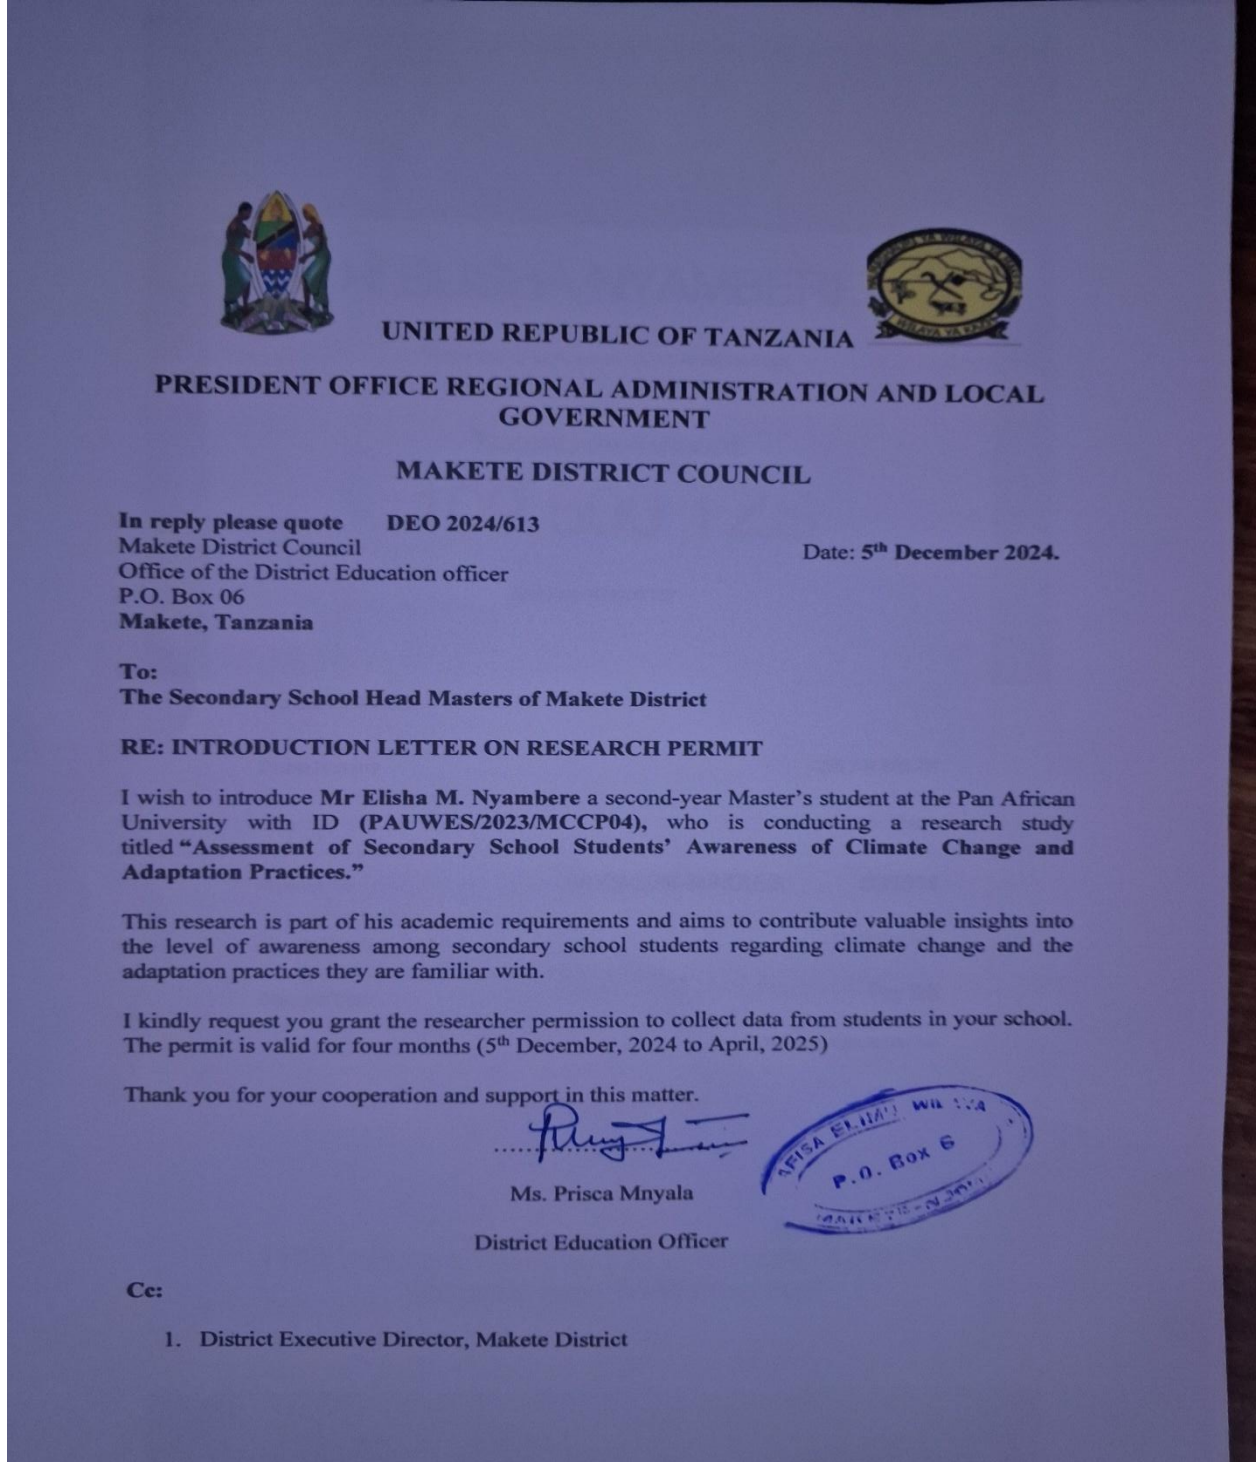 UNITED REPUBLIC OF TANZANIA
PRESIDENT OFFICE REGIONAL ADMINISTRATION AND LOCAL
GOVERNMENT
MAKETE DISTRICT COUNCIL
In reply please quote DEO 2024/613
Makete District Council
Date: 5th December 2024.
Office of the District Education officer
P.O. Box 06
Makete, Tanzania
To:
The Secondary School Head Masters of Makete District
RE: INTRODUCTION LETTER ON RESEARCH PERMIT
I wish to introduce Mr Elisha M. Nyambere a second-year Master's student at the Pan African
University with ID (PAUWES/2023/MCCP04), who is conducting a research study
titled “Assessment of Secondary School Students’ Awareness of Climate Change and
Adaptation Practices.”
This research is part of his academic requirements and aims to contribute valuable insights into
the level of awareness among secondary school students regarding climate change and the
adaptation practices they are familiar with.
I kindly request you grant the researcher permission to collect data from students in your school.
The permit is valid for four months (5th December, 2024 to April, 2025)
Thank you for your cooperation and support in this matter.
AFISA ELIMU
P.O. Box 6
Ms. Prisca Mnyala
District Education Officer
Cc:
1. District Executive Director, Makete District